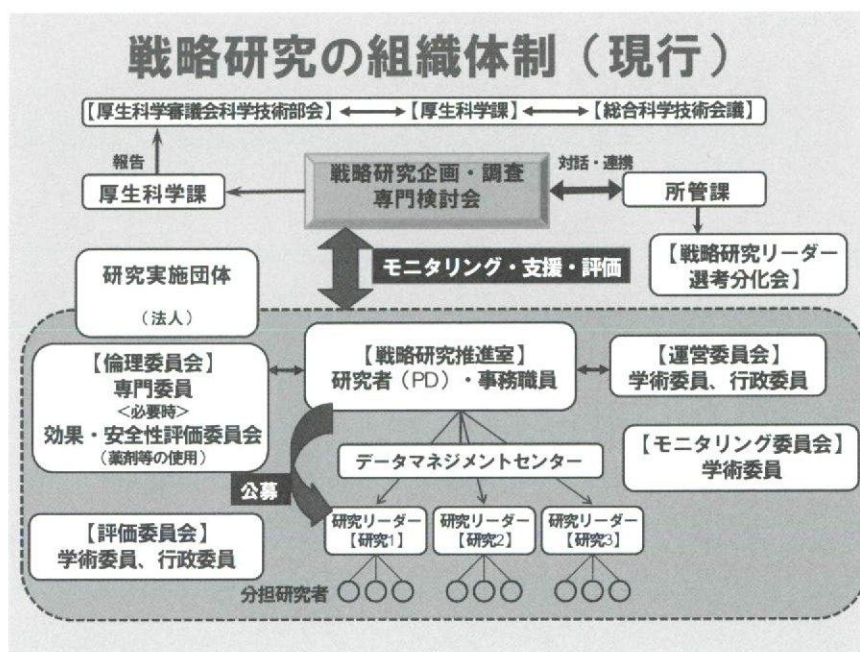 戦略研究の組織体制（現行）
【厚生科学審議会科学技術部会】 【厚生科学課】 【総合科学技術会議】
報告
厚生科学課
戦略研究企画・調査
専門検討会
対話・連携
所管課
【戦略研究リーダー
選考分化会】
モニタリング・支援・評価
研究実施団体
（法人）
【倫理委員会】
専門委員
<必要時>
効果・安全性評価委員会
（薬剤等の使用）
【戦略研究推進室】
研究者（PD）・事務職員
【運営委員会】
学術委員、行政委員
【モニタリング委員会】
学術委員
データマネジメントセンター
公募
【評価委員会】
学術委員、行政委員
研究リーダー
【研究1】
研究リーダー
【研究2】
研究リーダー
【研究3】
分担研究者